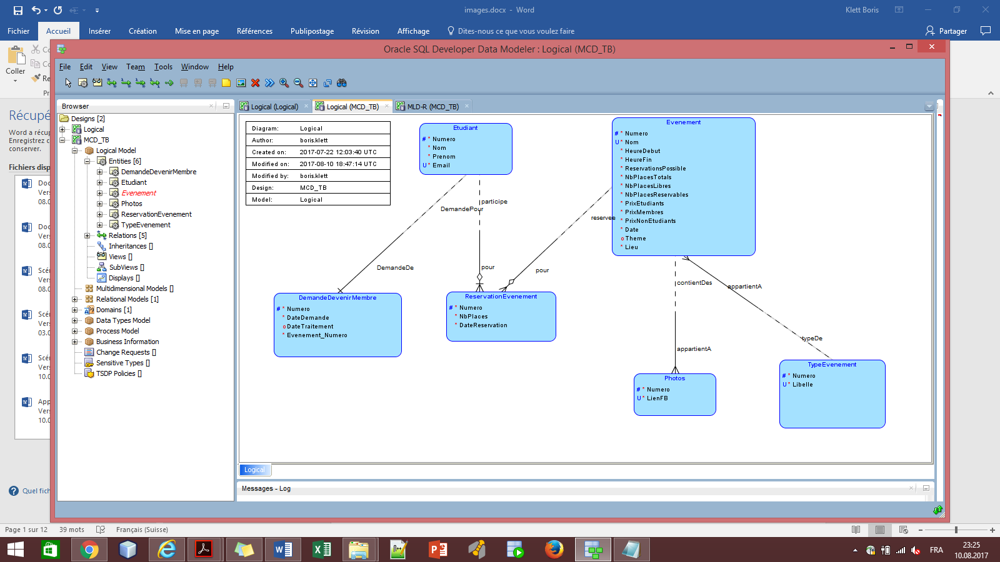 images.docx - Word
Klett Boris
Fichier Accueil Insérer Création Mise en page Références Publipostage Révision Affichage Dites-nous ce que vous voulez faire Partager
Coller
Co
Co
Re
Pr
Oracle SQL Developer Data Modeler : Logical (MCD_TB)
File Edit View Team Tools Window Help
Récupé
Word a récup
Enregistrez c
conserver.
Fichiers disp
Doc
Vers
08.0
Doc
Vers
08.0
Scé
Vers
08.0
Scé
Vers
03.0
Scé
Vers
10.0
App
Vers
10.0
Quel fich
Browser
Designs [2]
Logical
MCD_TB
Logical Model
Entities [6]
DemandeDevenirMembre
Etudiant
Evenement
Photos
ReservationEvenement
TypeEvenement
Relations [5]
Inheritances []
Views []
SubViews []
Displays []
Multidimensional Models []
Relational Models [1]
Domains [1]
Data Types Model
Process Model
Business Information
Change Requests []
Sensitive Types []
TSDP Policies []
Logical (Logical) Logical (MCD_TB) MLD-R (MCD_TB)
Diagram: Logical
Author: boris.klett
Created on: 2017-07-22 12:03:40 UTC
Modified on: 2017-08-10 18:47:14 UTC
Modified by: boris.klett
Design: MCD_TB
Model: Logical
Etudiant
# * Numero
* Nom
* Prenom
U * Email
Evenement
# * Numero
U * Nom
* HeureDebut
* HeureFin
* ReservationsPossible
* NbPlacesTotals
* NbPlacesLibres
* NbPlacesReservables
* PrixEtudiants
* PrixMembres
* PrixNonEtudiants
* Date
o Theme
* Lieu
participe
DemandePour
reservee
DemandeDe
pour
pour
contientDes
appartientA
typeDe
appartientA
DemandeDevenirMembre
# * Numero
* DateDemande
o DateTraitement
* Evenement_Numero
ReservationEvenement
# * Numero
* NbPlaces
* DateReservation
Photos
# * Numero
U * LienFB
TypeEvenement
# * Numero
U * Libelle
Logical
Messages - Log
Page 1 sur 12 39 mots Français (Suisse)
FRA
23:25
10.08.2017